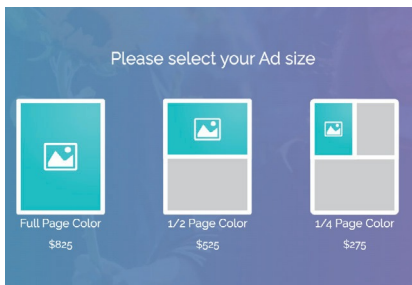 Please select your Ad size
Full Page Color
1/2 Page Color
1/4 Page Color
$825
$525
$275